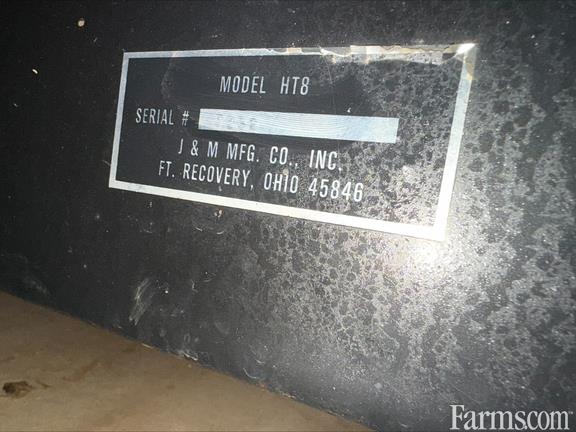 MODEL HT8
SERIAL #
J & M MFG. CO., INC.
FT. RECOVERY, OHIO 45846
Farms.com